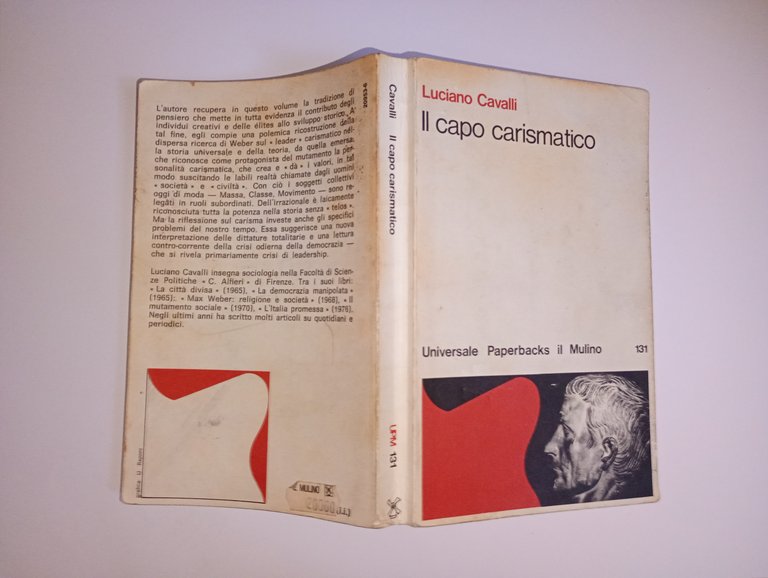 L'autore recupera in questo volume la tradizione di
pensiero che mette in tutta evidenza il contributo degli
individui creativi e delle élites allo sviluppo storico. A
tal fine, egli compie una polemica ricostruzione della
dispersa ricerca di Weber sul « leader » carismatico nel-
la storia universale e della teoria, da quella emersa,
che riconosce come protagonista del mutamento la per-
sonalità carismatica, che crea e « dà » i valori, in tal
modo suscitando le labili realtà chiamate dagli uomini
« società » e « civiltà ». Con ciò i soggetti collettivi
oggi di moda — Massa, Classe, Movimento — sono re-
legati in ruoli subordinati. Dell'Irrazionale è laicamente
riconosciuta tutta la potenza nella storia senza « telos ».
Ma la riflessione sul carisma investe anche gli specifici
problemi del nostro tempo. Essa suggerisce una nuova
interpretazione delle dittature totalitarie e una lettura
contro-corrente della crisi odierna della democrazia —
che si rivela primariamente crisi di leadership.
Luciano Cavalli insegna sociologia nella Facoltà di Scien-
ze Politiche « C. Alfieri » di Firenze. Tra i suoi libri:
« La città divisa » (1965), « La democrazia manipolata »
(1965); « Max Weber: religione e società » (1968), « Il
mutamento sociale » (1970), « L'Italia promessa » (1976).
Negli ultimi anni ha scritto molti articoli su quotidiani e
periodici.
grafica
MULINO
(i.i.)
Cavalli Il capo carismatico
UPM 131
Luciano Cavalli
Il capo carismatico
Universale Paperbacks il Mulino 131